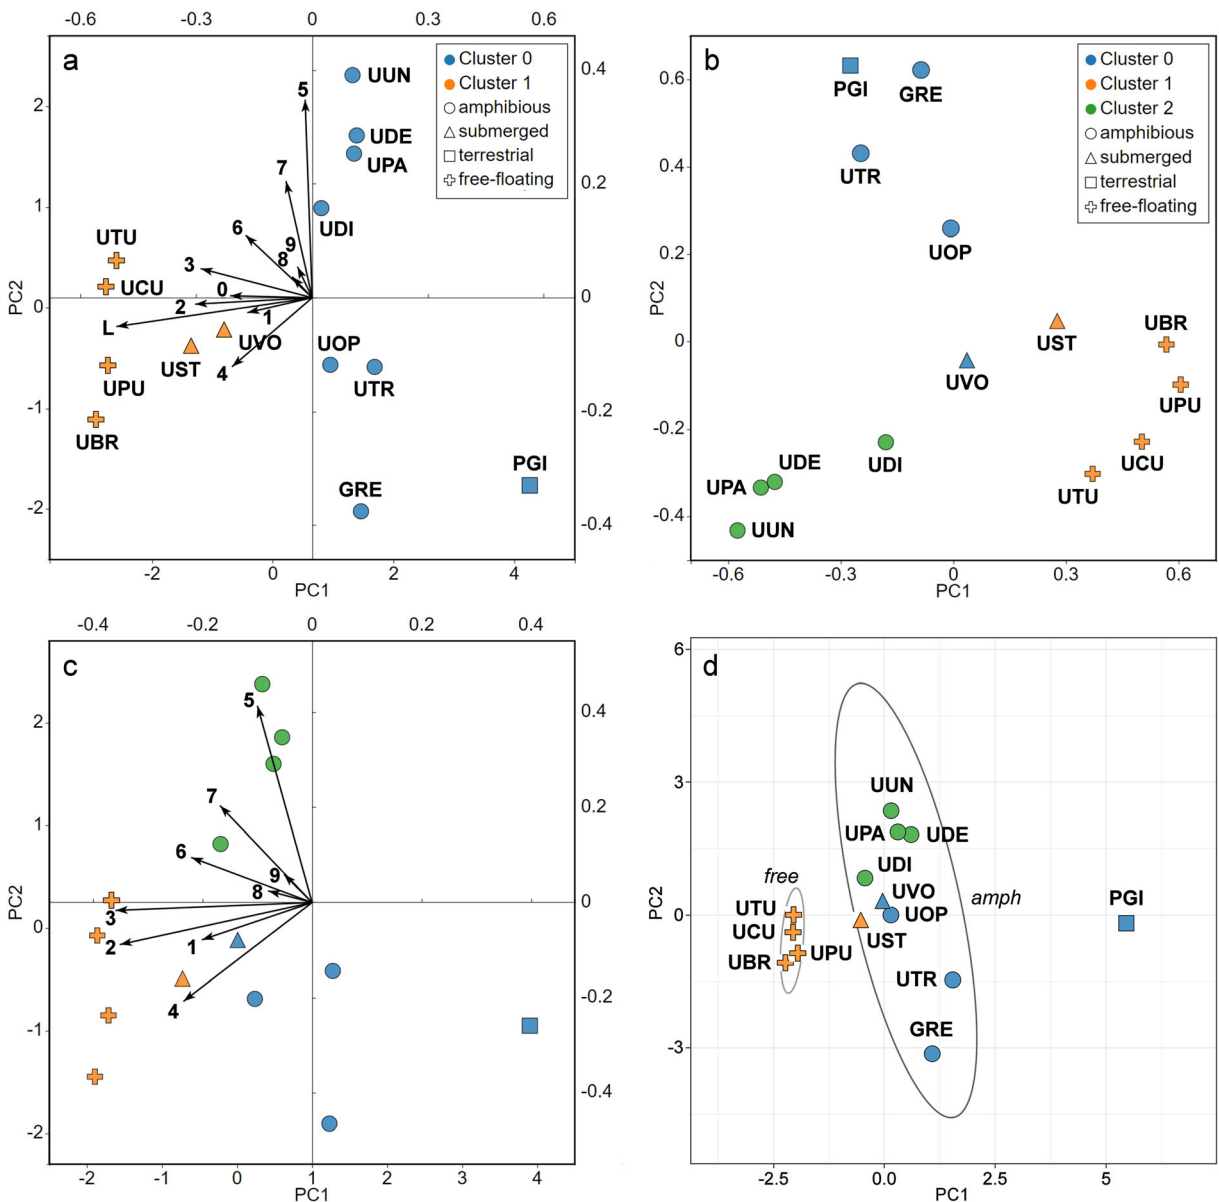 -0.6 -0.3 0 0.3 0.6
a
Cluster 0
Cluster 1
amphibious
submerged
terrestrial
free-floating
UUN
UDE
UPA
UDI
UTU
UCU
UVO
UST
UPU
UBR
UOP
UTR
GRE
PGI
5
7
6
9
8
3
0
2
1
L
4
PC2
2
1
0
-1
-2
0.4
0.2
0
-0.2
-0.4
-2 0 2 4
PC1
b
Cluster 0
Cluster 1
Cluster 2
amphibious
submerged
terrestrial
free-floating
PGI
GRE
UTR
UOP
UBR
UST
UVO
UPU
UDI
UCU
UDE
UPA
UTU
UUN
PC2
0.6
0.4
0.2
0
-0.2
-0.4
-0.6 -0.3 0 0.3 0.6
PC1
-0.4 -0.2 0 0.2 0.4
c
5
7
6
9
8
3
2
1
4
PC2
2
1
0
-1
-2
0.4
0.2
0
-0.2
-0.4
-2 -1 0 1 2 3 4
PC1
d
UUN
UPA
UDE
UDI
free
UVO
amph
PGI
UTU
UOP
UCU
UST
UBR
UPU
UTR
GRE
PC2
6
3
0
-3
-2.5 0.0 2.5 5
PC1